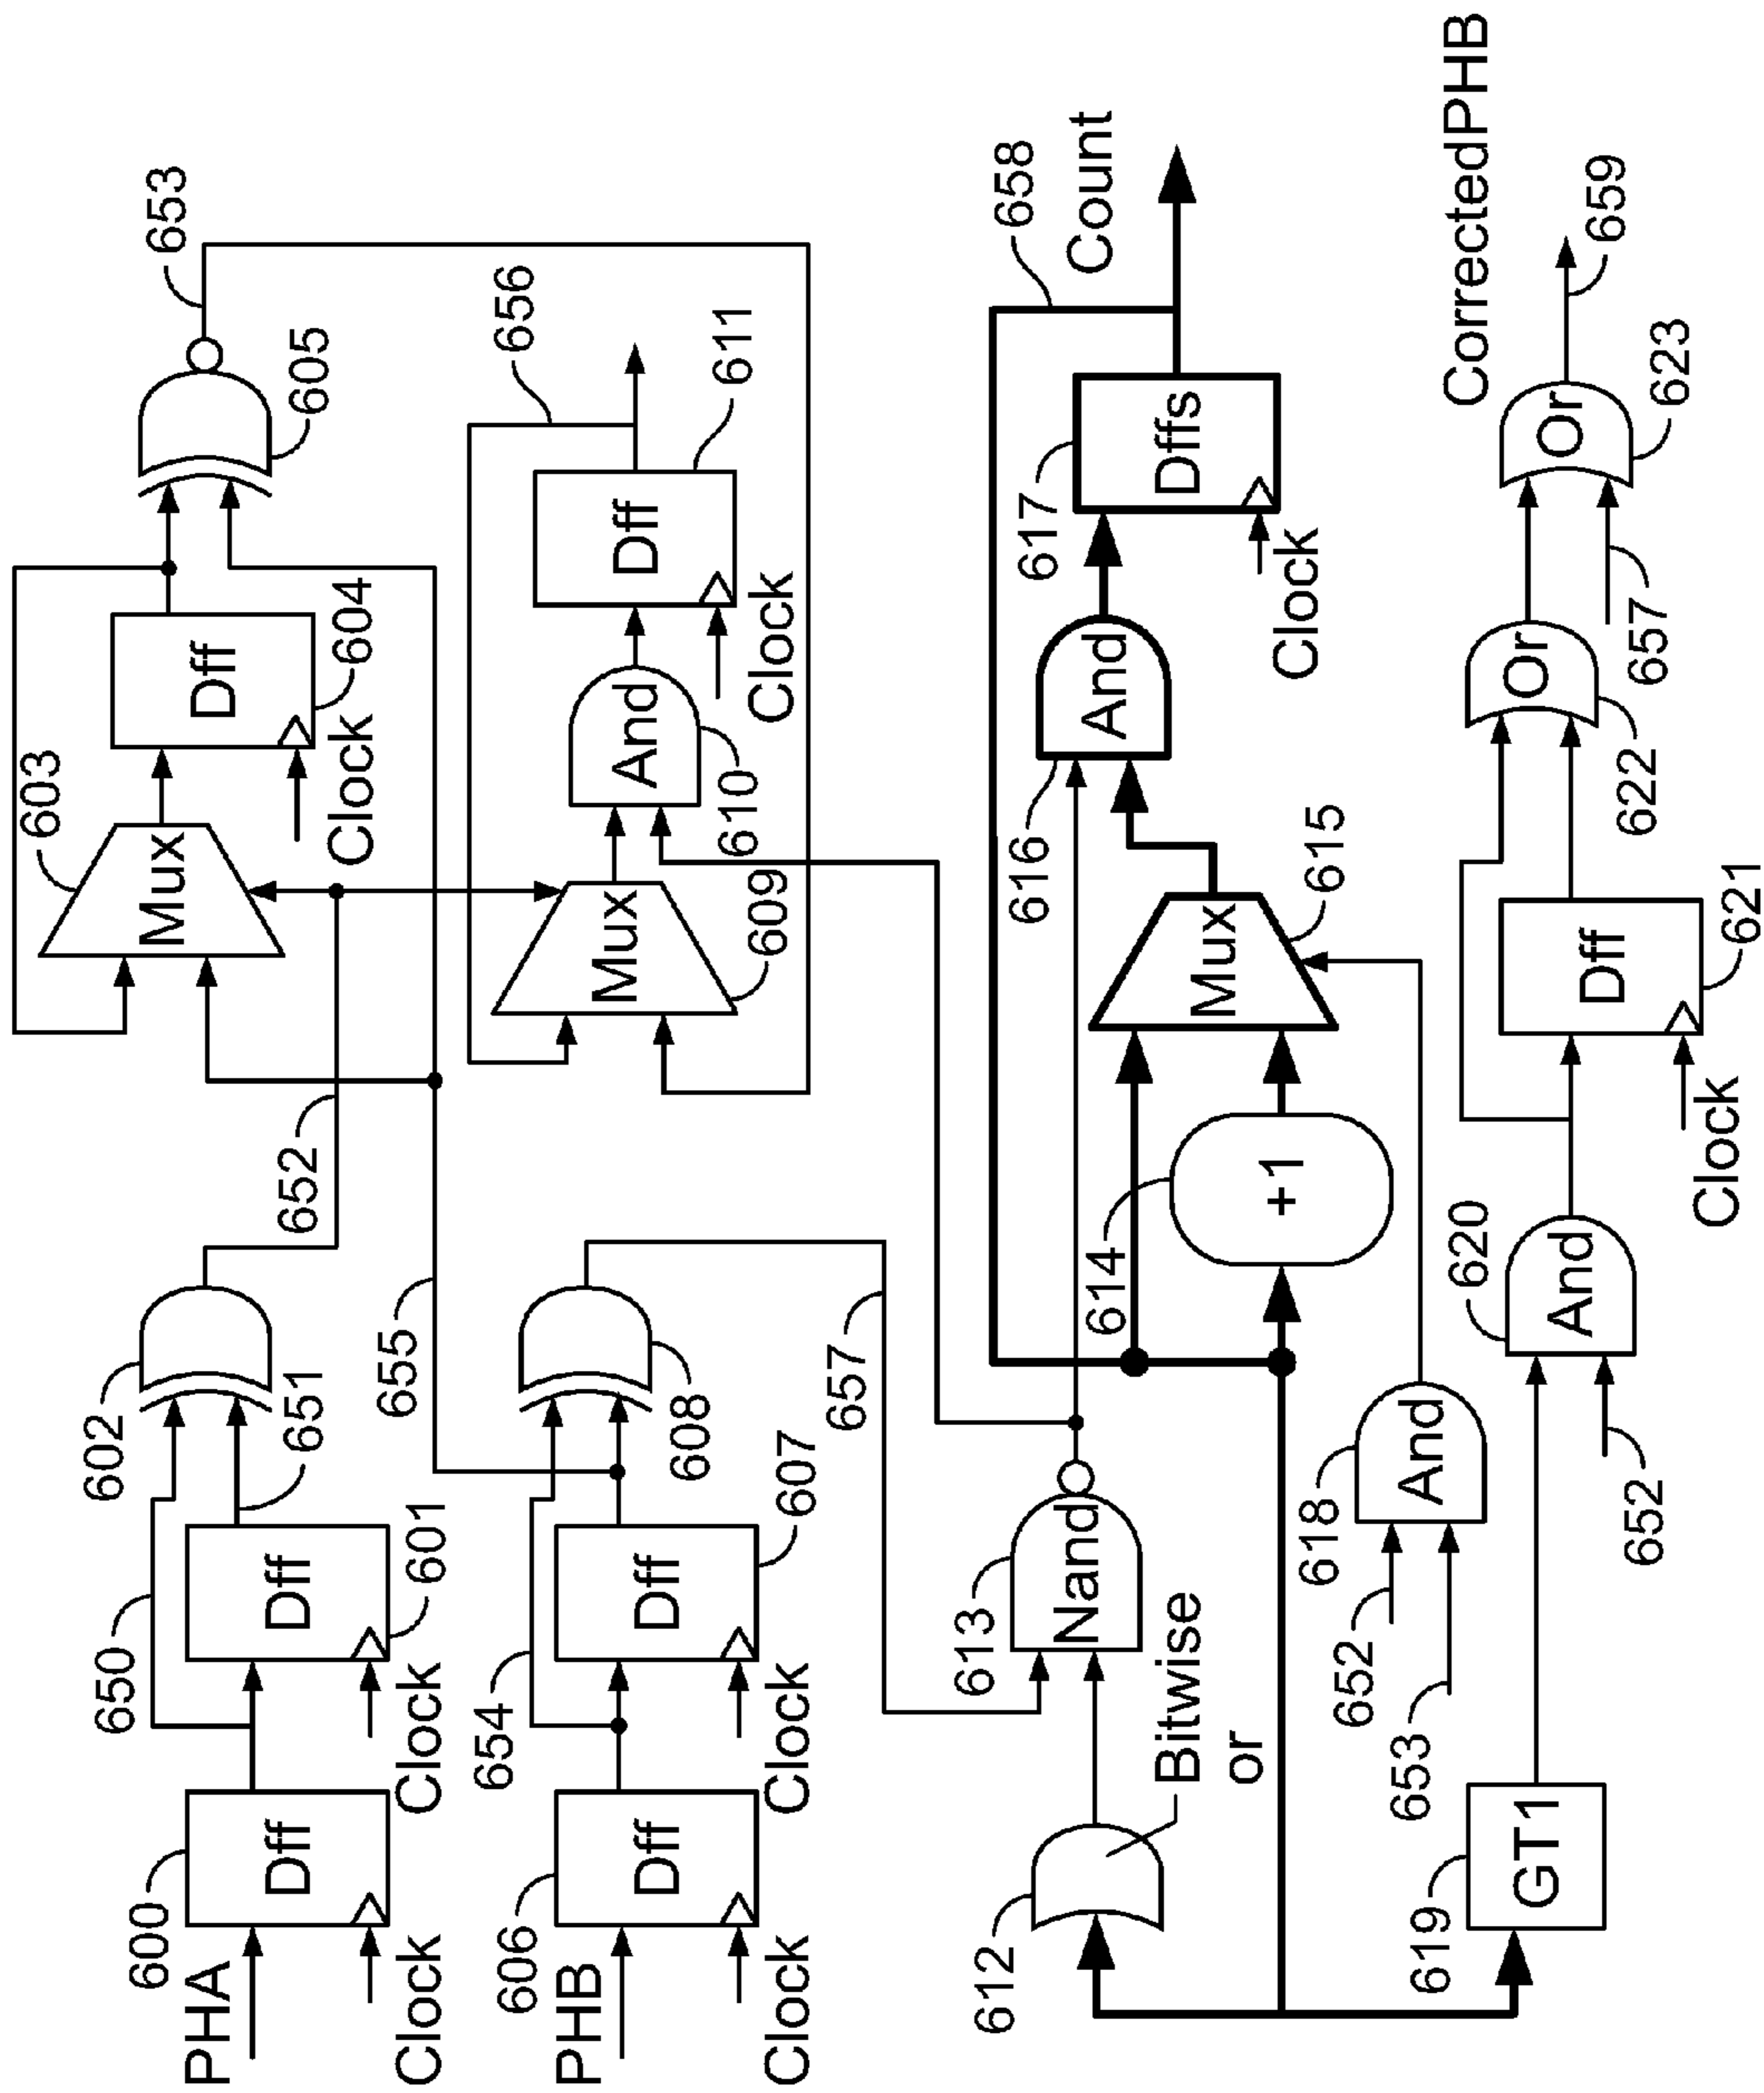 PHA
600
Dff
Clock
650
Dff
601
Clock
651
602
652
603
Mux
Dff
604
Clock
605
653
PHB
606
Dff
Clock
654
Dff
607
Clock
608
655
657
Mux
609
And
610
Dff
611
Clock
656
612
Bitwise
or
613
Nand
614
+1
Mux
615
616
And
617
Dffs
Clock
658
Count
652
653
618
And
619
GT1
652
620
And
Dff
621
Clock
Or
622
657
Or
623
659
CorrectedPHB